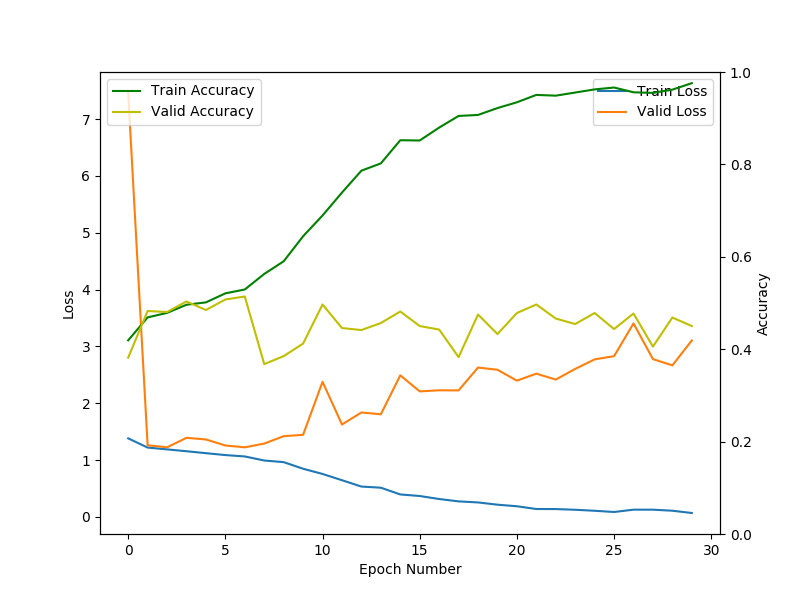 Train Accuracy
Valid Accuracy
Train Loss
Valid Loss
7
6
5
4
3
2
1
0
Loss
1.0
0.8
0.6
0.4
0.2
0.0
Accuracy
0 5 10 15 20 25 30
Epoch Number